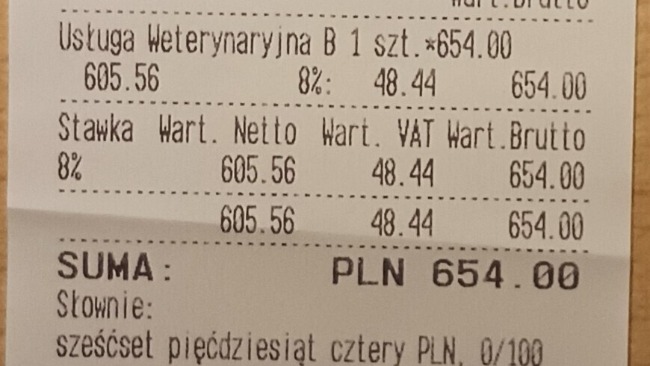 Wart.Brutto
Usługa Weterynaryjna B 1 szt.*654.00
605.56 8%: 48.44 654.00
Stawka Wart. Netto Wart. VAT Wart.Brutto
8% 605.56 48.44 654.00
605.56 48.44 654.00
SUMA: PLN 654.00
Słownie:
sześćset pięćdziesiąt cztery PLN, 0/100